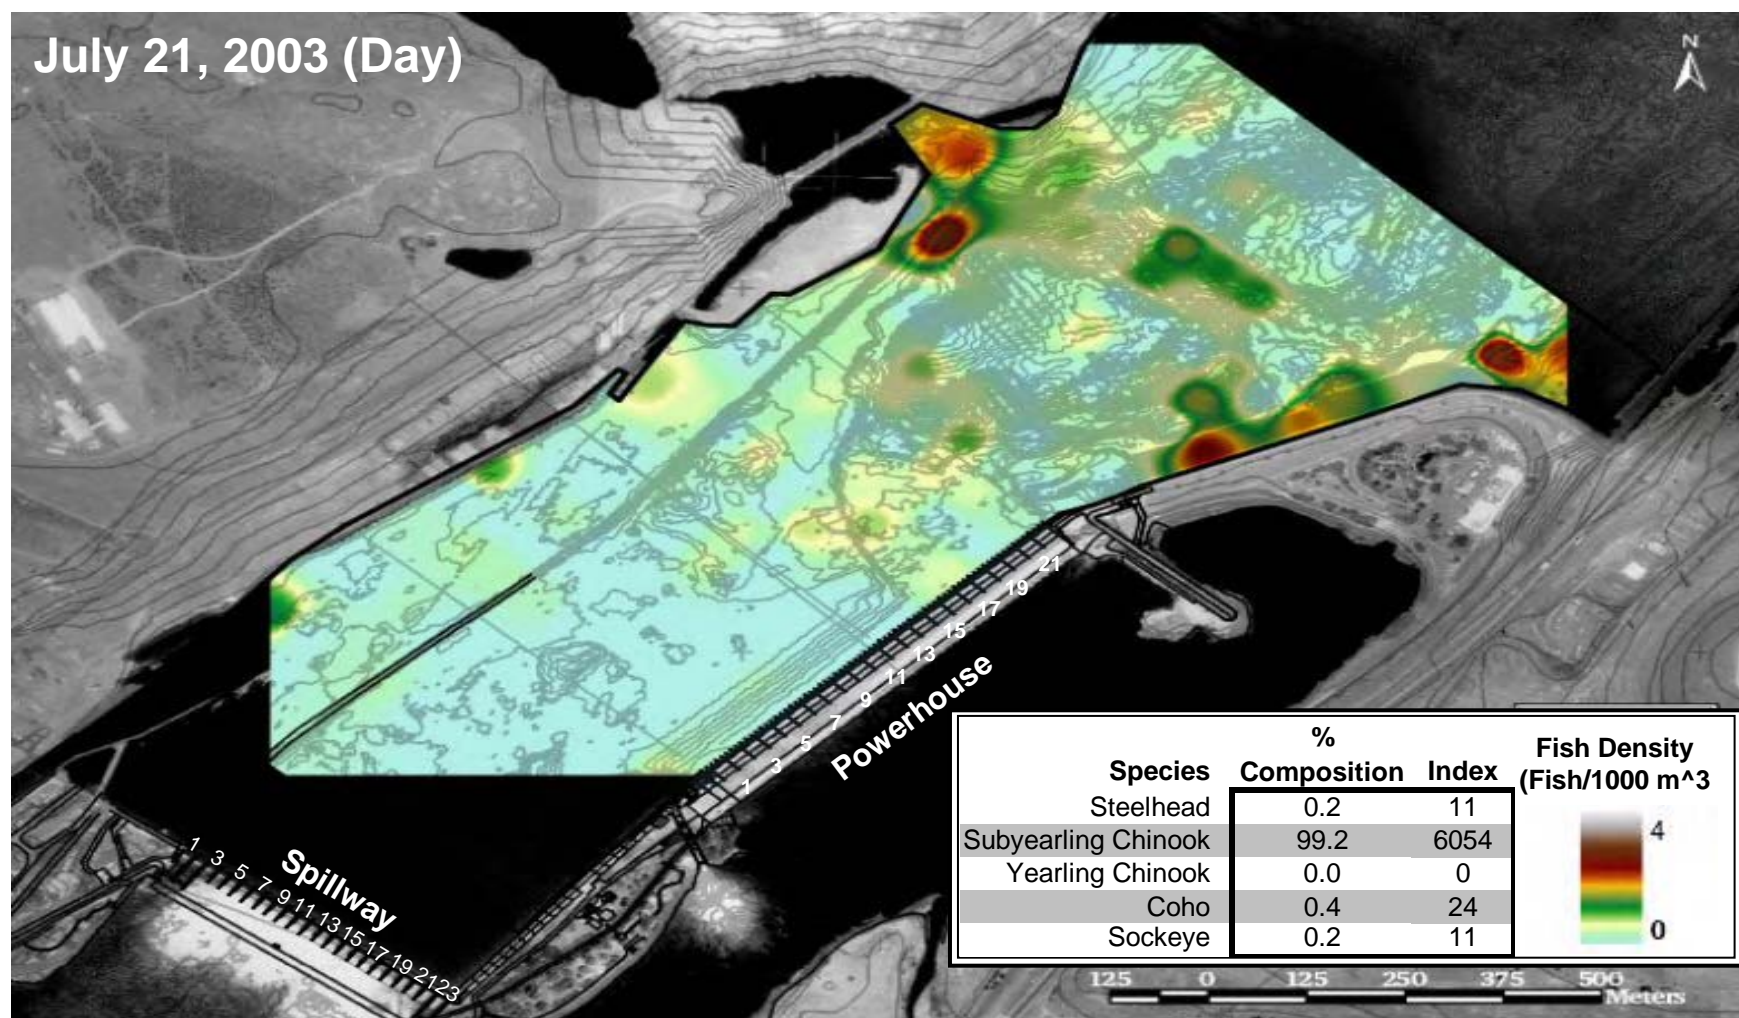 July 21, 2003 (Day)
N
21
19
17
15
13
11
9
7
5
3
1
Powerhouse
Spillway
1
3
5
7
9
11
13
15
17
19
21
23
Species % Composition Index
Steelhead 0.2 11
Subyearling Chinook 99.2 6054
Yearling Chinook 0.0 0
Coho 0.4 24
Sockeye 0.2 11
Fish Density
(Fish/1000 m^3
4
0
125 0 125 250 375 500
Meters